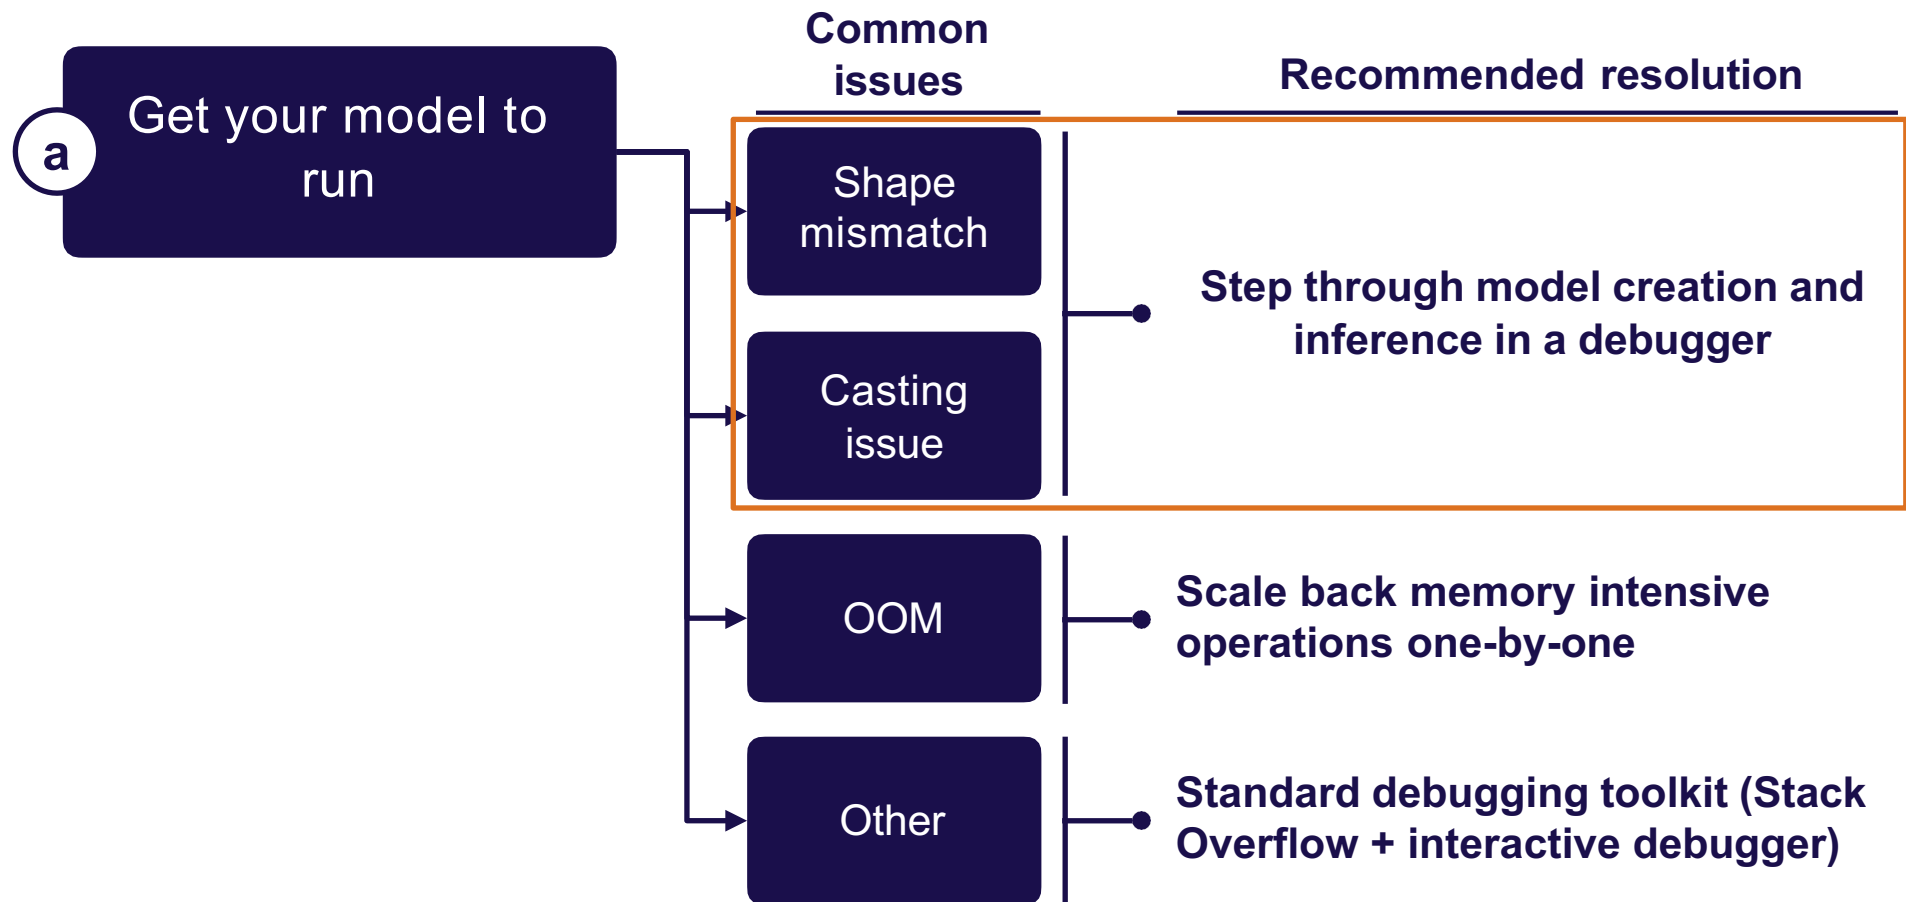 Common
issues
Recommended resolution
a
Get your model to
run
Shape
mismatch
Casting
issue
Step through model creation and
inference in a debugger
OOM
Scale back memory intensive
operations one-by-one
Other
Standard debugging toolkit (Stack
Overflow + interactive debugger)